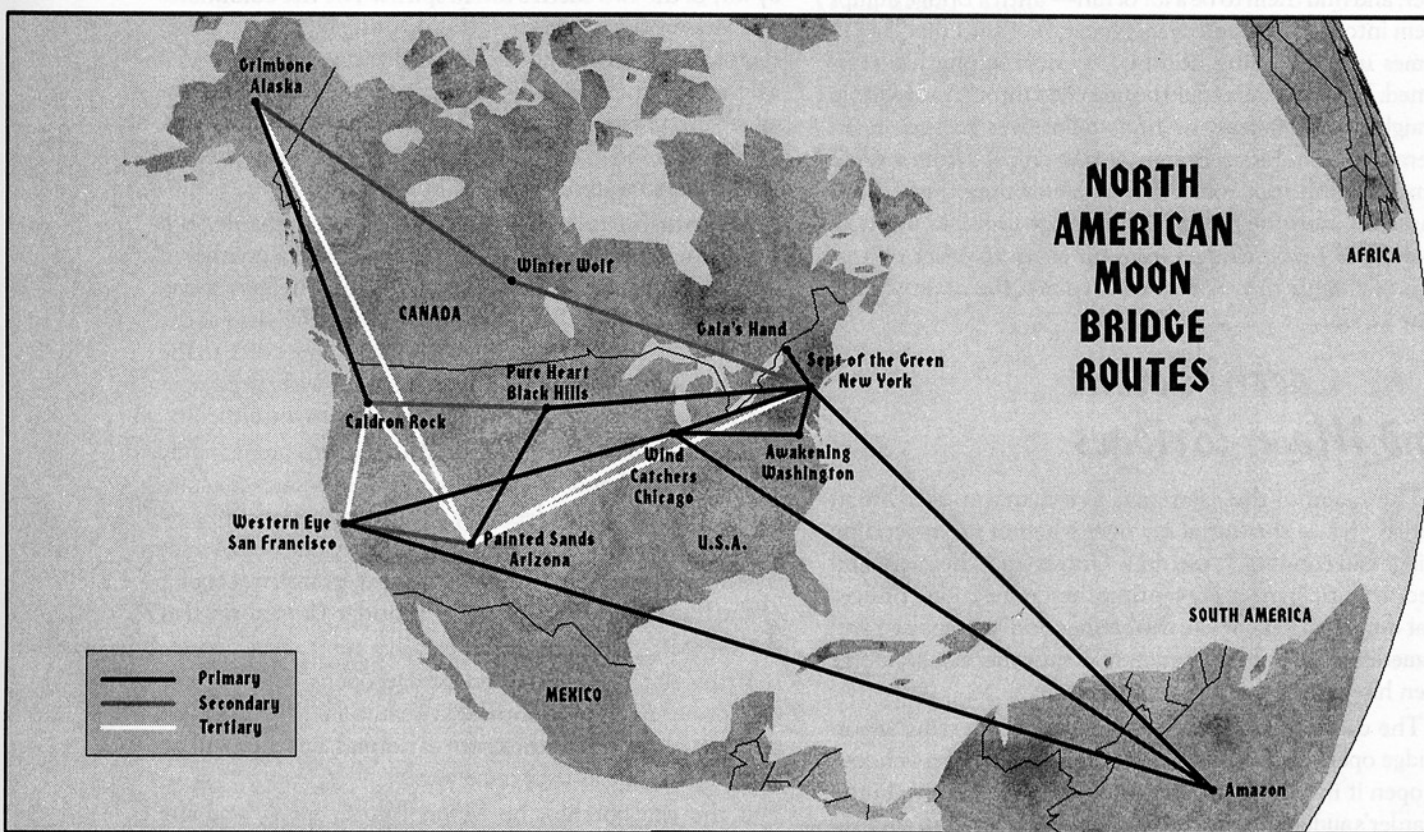 Grimbone
Alaska
NORTH
AMERICAN
MOON
BRIDGE
ROUTES
AFRICA
Winter Wolf
CANADA
Gaia's Hand
Sept of the Green
New York
Pure Heart
Black Hills
Caldron Rock
Wind
Catchers
Chicago
Awakening
Washington
Western Eye
San Francisco
Painted Sands
Arizona
U.S.A.
SOUTH AMERICA
MEXICO
Primary
Secondary
Tertiary
Amazon